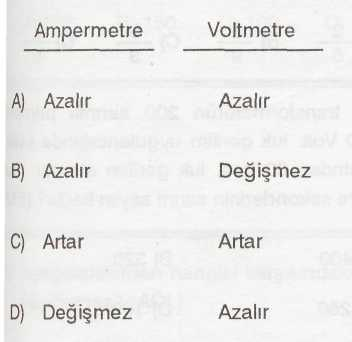 Ampermetre Voltmetre
A) Azalır Azalır
B) Azalır Değişmez
C) Artar Artar
D) Değişmez Azalır